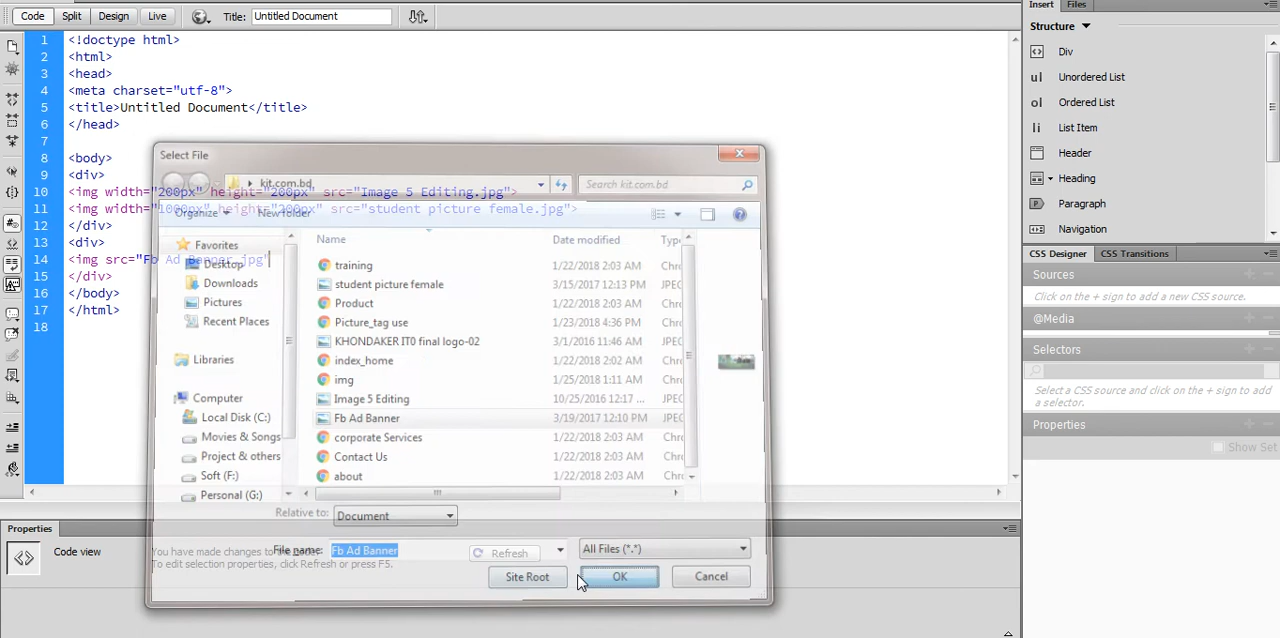 Code Split Design Live Title: Untitled Document
1 <!doctype html>
2 <html>
3 <head>
4 <meta charset="utf-8">
5 <title>Untitled Document</title>
6 </head>
7
8 <body>
9 <div>
10 <img width="200px" height="200px" src="Image 5 Editing.jpg">
11 <img width="1000px" height="200px" src="student picture female.jpg">
12 </div>
13 <div>
14 <img src="Fb Ad Banner.jpg"
15 </div>
16 </body>
17 </html>
18
Select File
kit.com.bd
Search kit.com.bd
Organize New folder
Favorites
Desktop
Downloads
Pictures
Recent Places
Libraries
Computer
Local Disk (C:)
Movies & Songs
Project & others
Soft (F:)
Personal (G:)
Name Date modified Type
training 1/22/2018 2:03 AM Chr
student picture female 3/15/2017 12:13 PM JPEG
Product 1/22/2018 2:03 AM Chr
Picture_tag use 1/23/2018 4:36 PM Chr
KHONDAKER IT0 final logo-02 3/1/2016 11:46 AM JPEG
index_home 1/22/2018 2:02 AM Chr
img 1/25/2018 1:11 AM Chr
Image 5 Editing 10/25/2016 12:17 ... JPEG
Fb Ad Banner 3/19/2017 12:10 PM JPEG
corporate Services 1/22/2018 2:03 AM Chr
Contact Us 1/22/2018 2:03 AM Chr
about 1/22/2018 2:03 AM Chr
Relative to: Document
File name: Fb Ad Banner All Files (*.*)
Refresh
Site Root OK Cancel
Properties
Code view
You have made changes to the
To edit selection properties, click Refresh or press F5.
Insert Files
Structure
Div
ul Unordered List
ol Ordered List
li List Item
Header
Heading
Paragraph
Navigation
CSS Designer CSS Transitions
Sources
Click on the + sign to add a new CSS source.
@Media
Selectors
Select a CSS source and click on the + sign to add
a selector.
Properties
Show Set